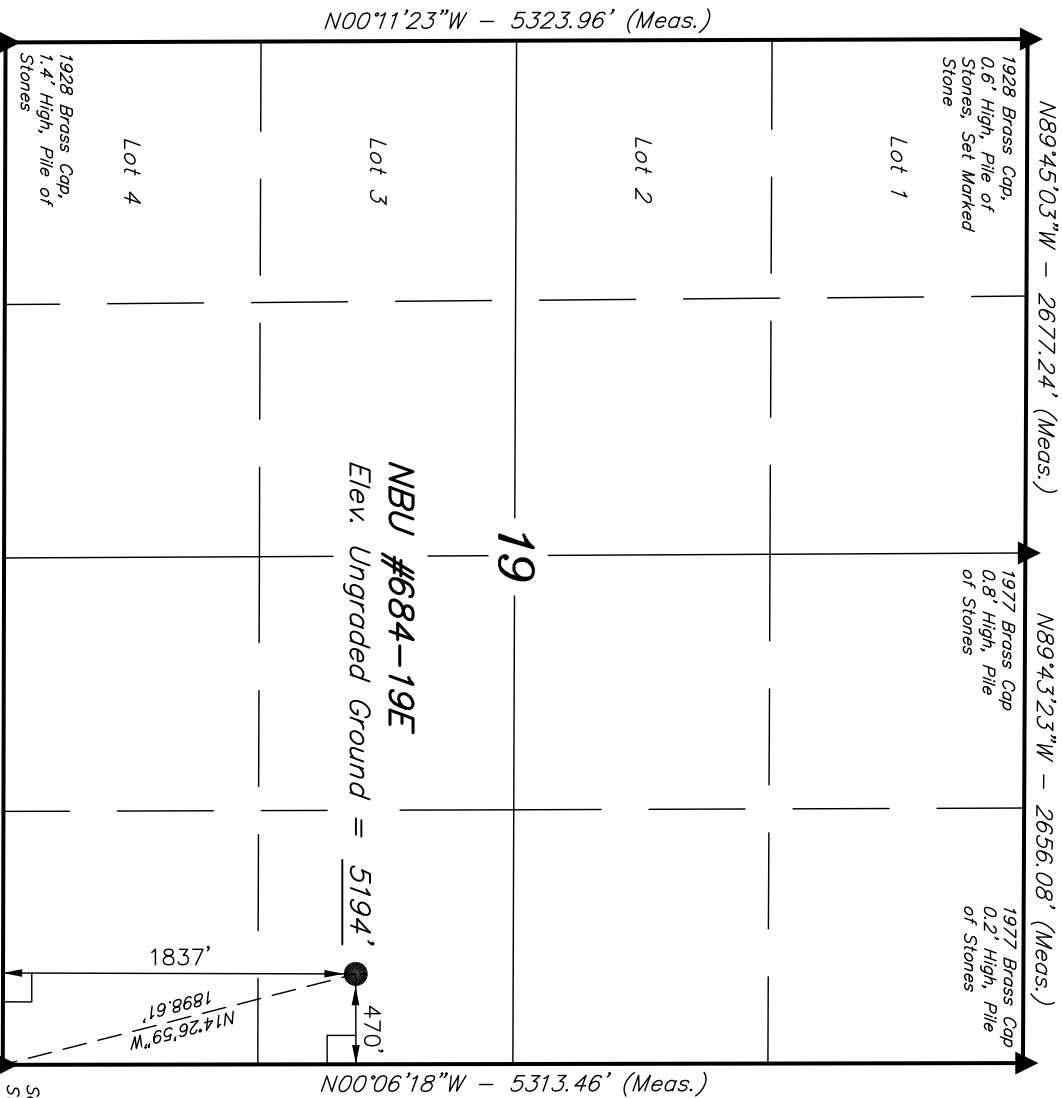 N00°11'23"W – 5323.96' (Meas.)
N89°45'03"W – 2677.24' (Meas.)
N89°43'23"W – 2656.08' (Meas.)
1928 Brass Cap,
0.6' High, Pile of
Stones, Set Marked
Stone
1977 Brass Cap
0.8' High, Pile
of Stones
1977 Brass Cap
0.2' High, Pile
of Stones
Lot 1
Lot 2
Lot 3
Lot 4
1928 Brass Cap,
1.4' High, Pile of
Stones
19
NBU #684–19E
Elev. Ungraded Ground = 5194'
1837'
470'
N14°26'59"W
1898.61'
N00°06'18"W – 5313.46' (Meas.)